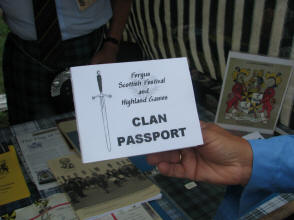 Fergus
Scottish Festival
and
Highland Games
CLAN
PASSPORT